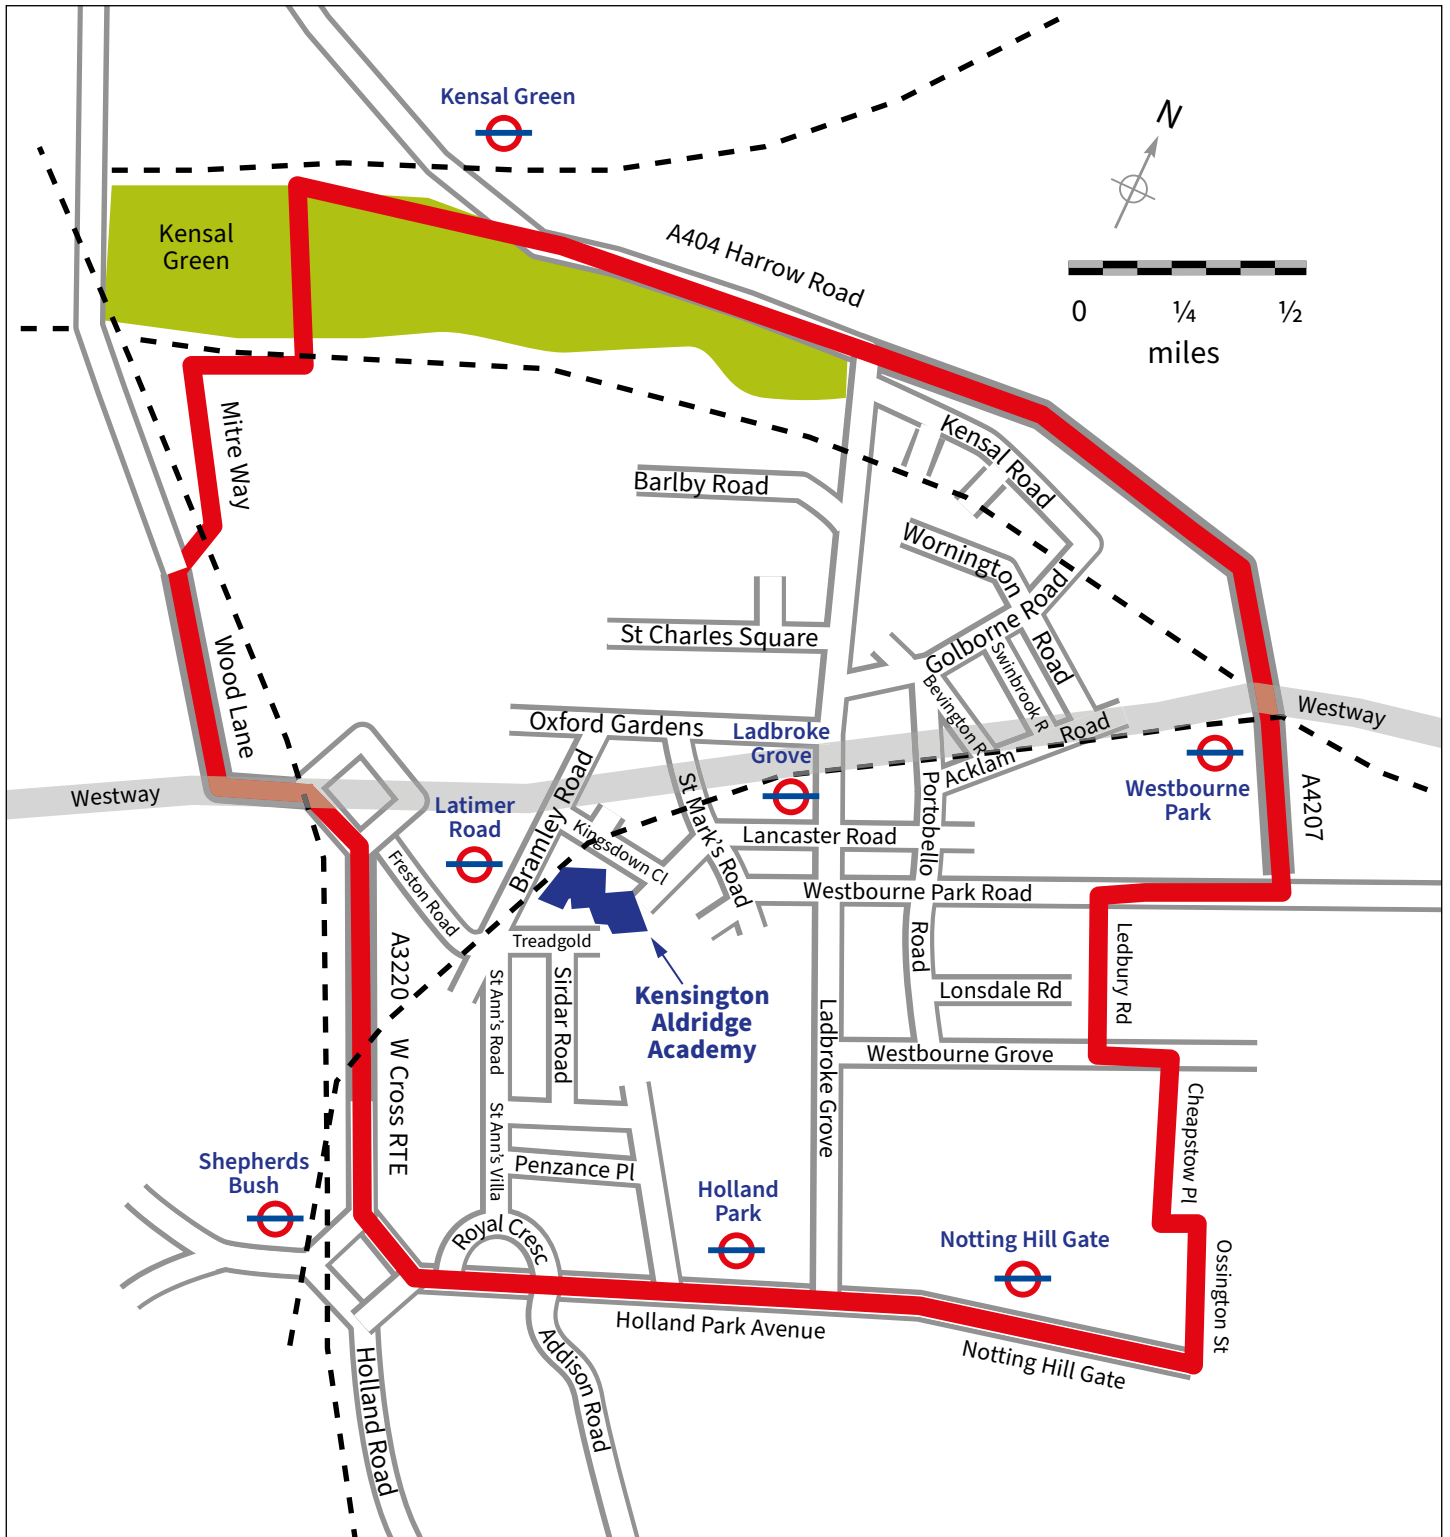 Kensal Green
N
Kensal
Green
A404 Harrow Road
0 ¼ ½
miles
Mitre Way
Kensal Road
Barlby Road
Wornington
Road
Golborne Road
St Charles Square
Swinbrook R
Bevington R
Wood Lane
Oxford Gardens
Ladbroke
Grove
Acklam
Road
Westway
Westway
Westbourne
Park
A4207
Latimer
Road
Bramley Road
St Mark's Road
Kingsdown Cl
Lancaster Road
Portobello
Road
Freston Road
Westbourne Park Road
Treadgold
A3220
W Cross RTE
St Ann's Road
Sirdar Road
Kensington
Aldridge
Academy
Ladbroke Grove
Lonsdale Rd
Ledbury Rd
Westbourne Grove
St Ann's Villa
Penzance Pl
Cheapstow Pl
Shepherds
Bush
Holland
Park
Royal Cresc
Notting Hill Gate
Ossington St
Holland Park Avenue
Notting Hill Gate
Holland Road
Addison Road